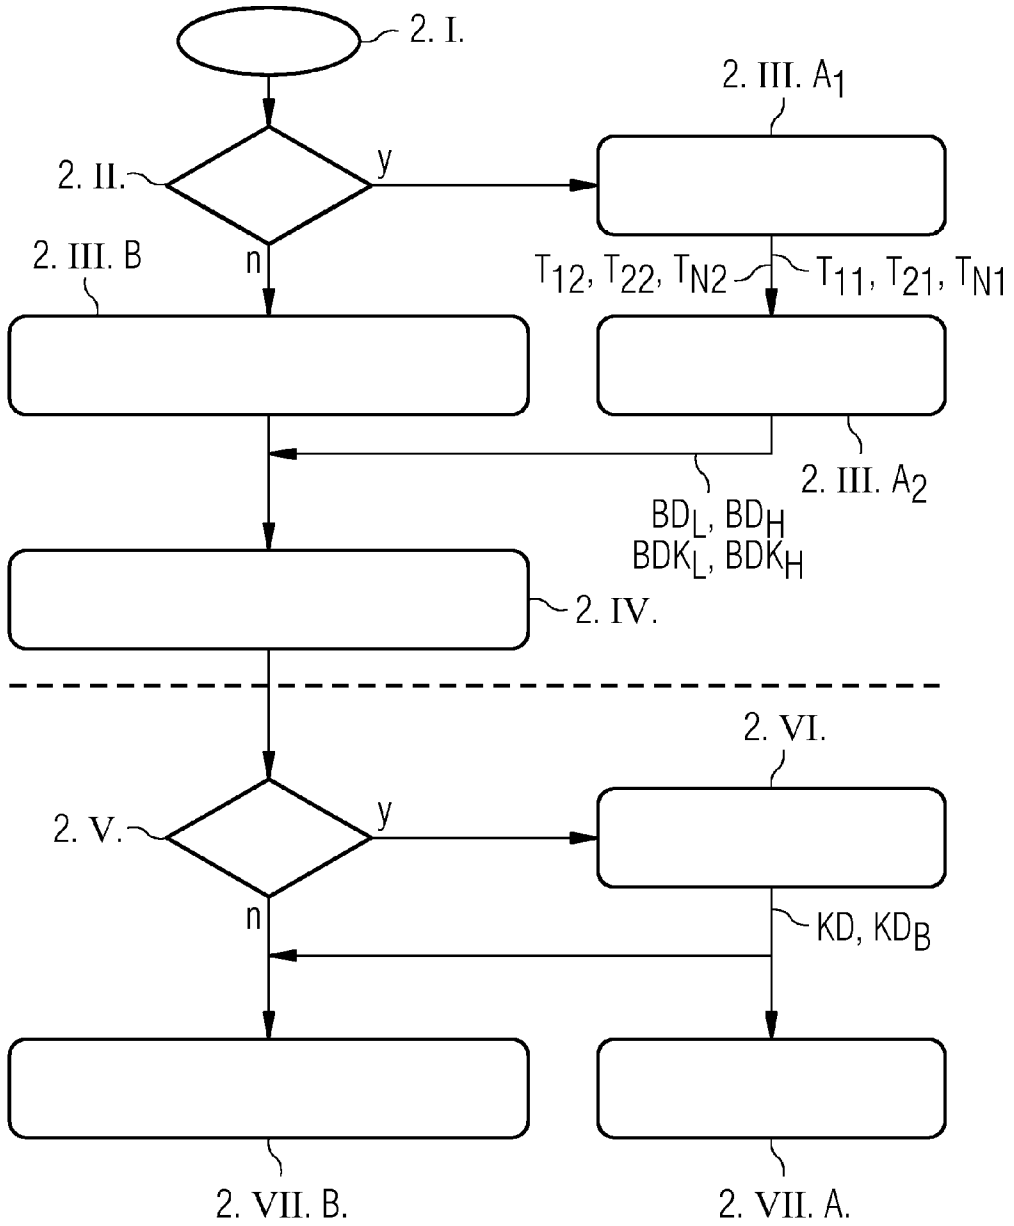 2. I.
2. III. A1
2. II.
y
n
2. III. B
T12, T22, TN2
T11, T21, TN1
2. III. A2
BDL, BDH
BDKL, BDKH
2. IV.
2. VI.
2. V.
y
n
KD, KDB
2. VII. B.
2. VII. A.